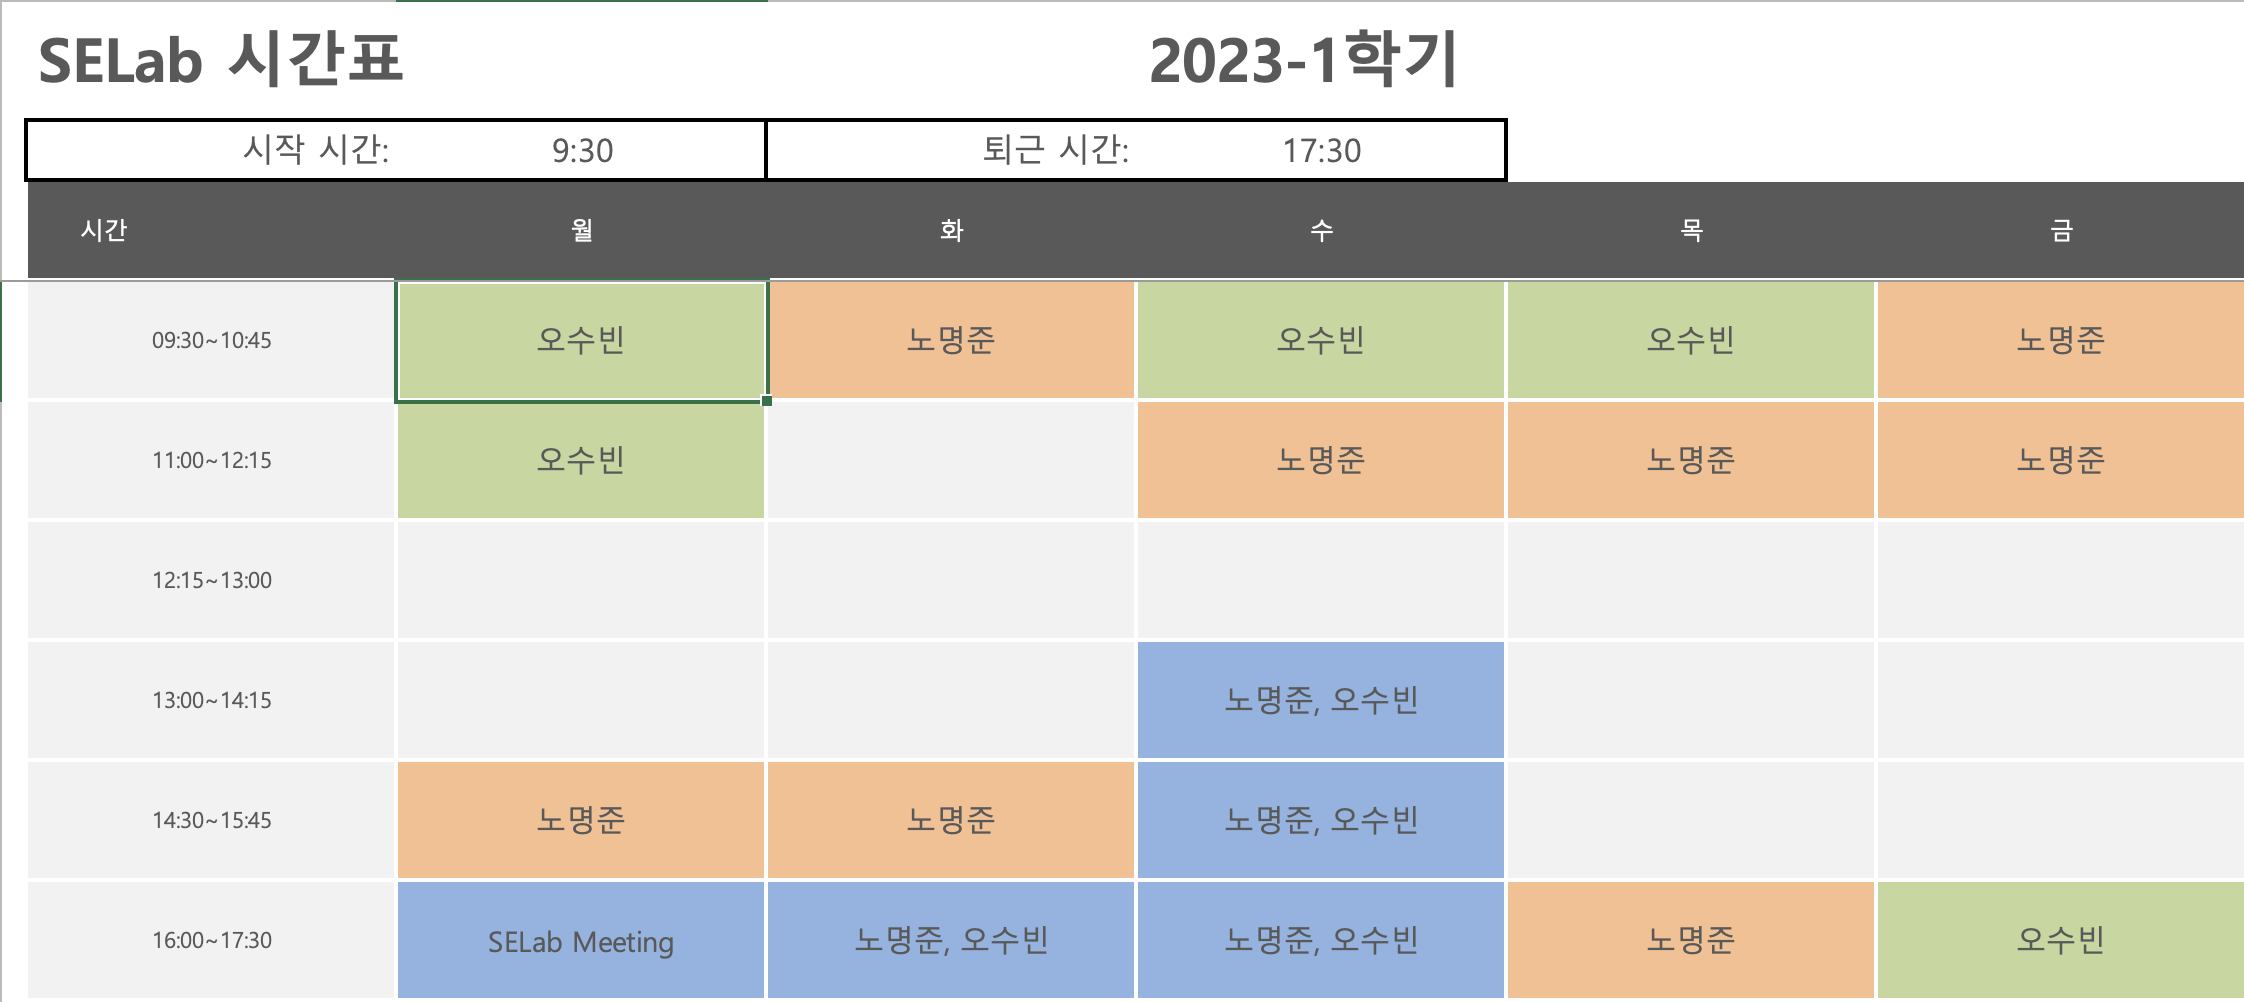 SELab 시간표 2023-1학기
시작 시간: 9:30 퇴근 시간: 17:30
시간 월 화 수 목 금
09:30~10:45 오수빈 노명준 오수빈 오수빈 노명준
11:00~12:15 오수빈 노명준 노명준 노명준
12:15~13:00
13:00~14:15 노명준, 오수빈
14:30~15:45 노명준 노명준 노명준, 오수빈
16:00~17:30 SELab Meeting 노명준, 오수빈 노명준, 오수빈 노명준 오수빈